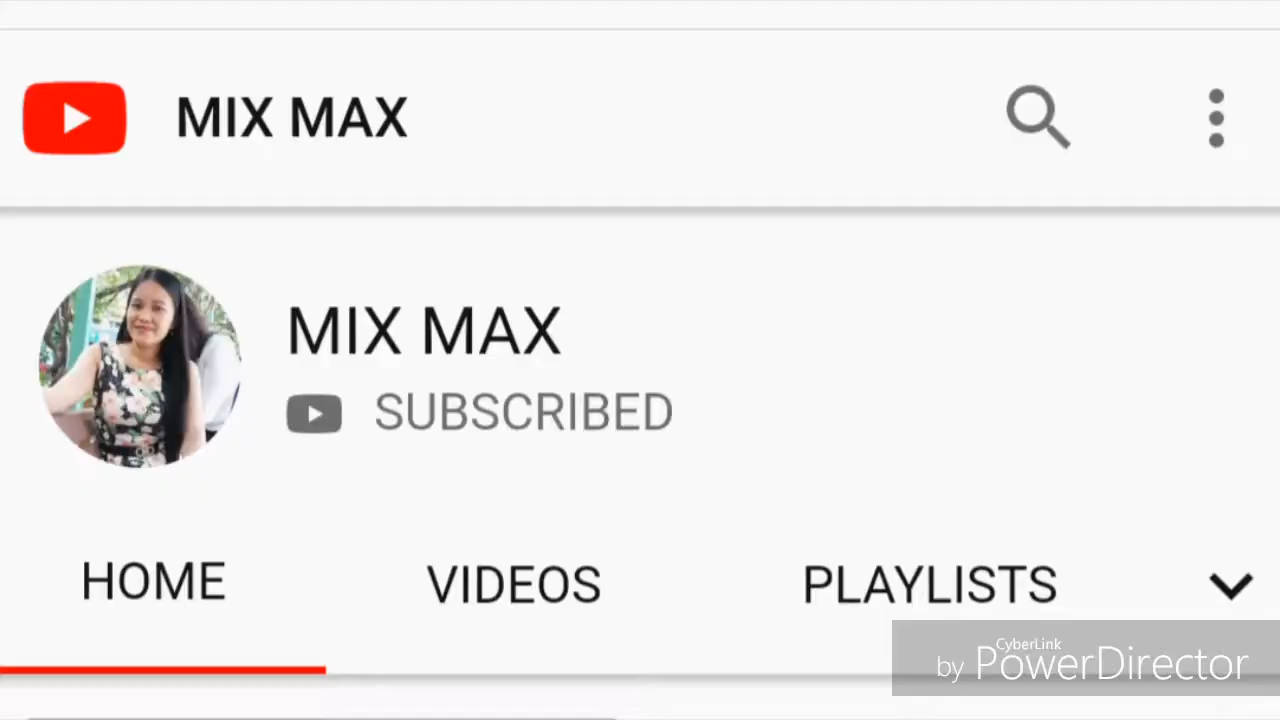 MIX MAX
MIX MAX
SUBSCRIBED
HOME VIDEOS PLAYLISTS
CyberLink
by PowerDirector